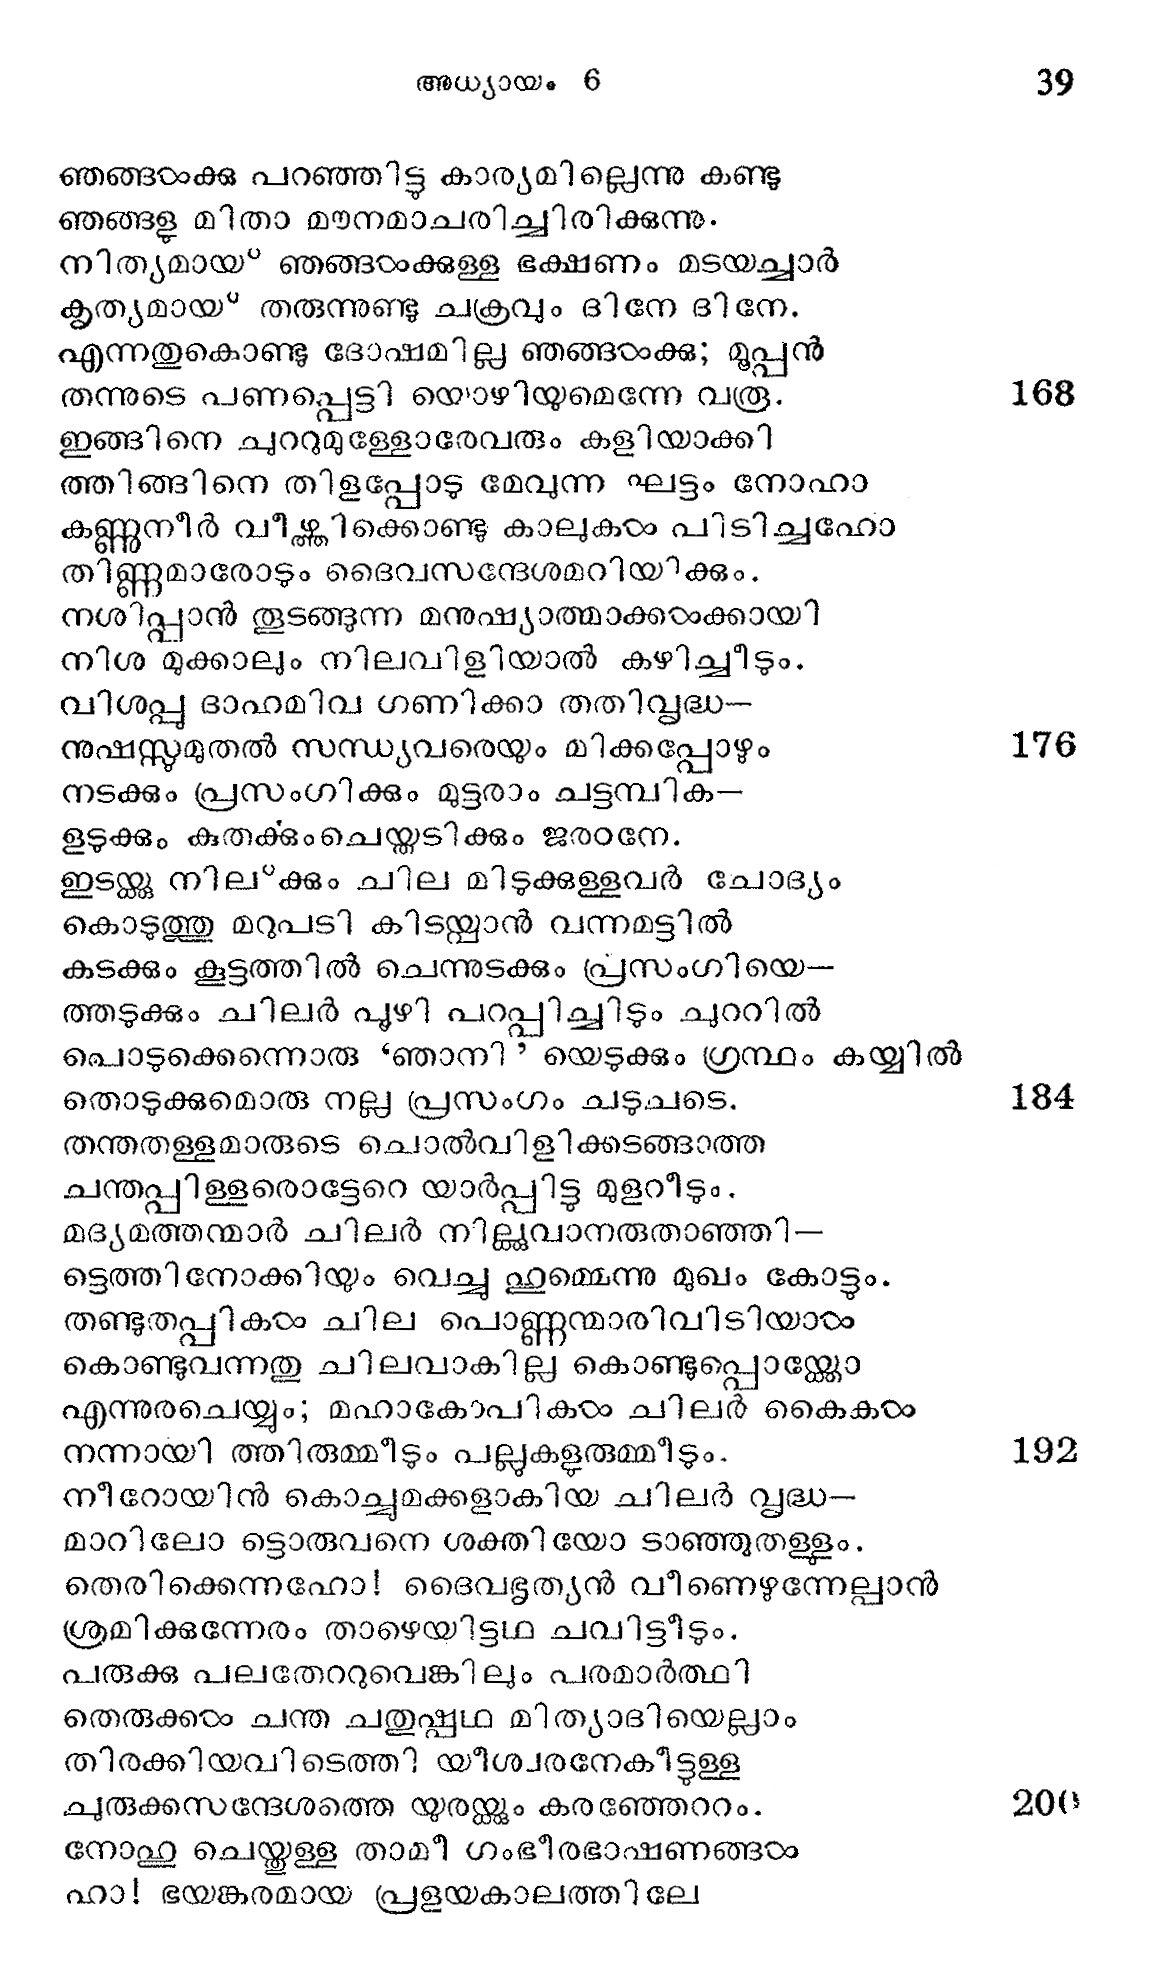 അധ്യായം 6 39
ഞങ്ങൾക്കു പറഞ്ഞിട്ടു കാര്യമില്ലെന്നു കണ്ടു
ഞങ്ങളു മിതാ മൗനമാചരിച്ചിരിക്കുന്നു.
നിത്യമായ് ഞങ്ങൾക്കുള്ള ഭക്ഷണം മടയച്ചാർ
കൃത്യമായ് തരുന്നുണ്ടു ചക്രവും ദിനേ ദിനേ.
എന്നതുകൊണ്ടു ദോഷമില്ല ഞങ്ങൾക്കു; മൂപ്പൻ
തന്നുടെ പണപ്പെട്ടി യൊഴിയുമെന്നേ വരൂ. 168
ഇങ്ങിനെ ചുററുമുള്ളോരേവരും കളിയാക്കി
ത്തിങ്ങിനെ തിളപ്പോടു മേവുന്ന ഘട്ടം നോഹാ
കണ്ണുനീർ വീഴ്ത്തിക്കൊണ്ടു കാലുകൾ പിടിച്ചഹോ
തിണ്ണമാരോടും ദൈവസന്ദേശമറിയിക്കും.
നശിപ്പാൻ തൂടങ്ങുന്ന മനുഷ്യാത്മാക്കൾക്കായി
നിശ മുക്കാലും നിലവിളിയാൽ കഴിച്ചീടും.
വിശപ്പു ദാഹമിവ ഗണിക്കാ തതിവൃദ്ധ—
നുഷസ്സുമുതൽ സന്ധ്യവരെയും മിക്കപ്പോഴും 176
നടക്കും പ്രസംഗിക്കും മുട്ടരാം ചട്ടമ്പിക—
ളടുക്കും കുതർക്കുംചെയ്തടിക്കും ജരഠനേ.
ഇടയ്ക്കു നില്ക്കും ചില മിടുക്കുള്ളവർ ചോദ്യം
കൊടുത്തു മറുപടി കിടയ്പാൻ വന്നമട്ടിൽ
കടക്കും കൂട്ടത്തിൽ ചെന്നുടക്കും പ്രസംഗിയെ—
ത്തടുക്കും ചിലർ പൂഴി പറപ്പിച്ചിടും ചുററിൽ
പൊടുക്കെന്നൊരു ‘ഞാനി’ യെടുക്കും ഗ്രന്ഥം കയ്യിൽ
തൊടുക്കുമൊരു നല്ല പ്രസംഗം ചടുചടെ. 184
തന്തതള്ളമാരുടെ ചൊൽവിളിക്കടങ്ങാത്ത
ചന്തപ്പിള്ളരൊട്ടേറെ യാർപ്പിട്ടു മുളറീടും.
മദ്യമത്തന്മാർ ചിലർ നില്ലുവാനരുതാഞ്ഞി—
ട്ടെത്തിനോക്കിയും വെച്ചു ഹുമ്മെന്നു മുഖം കോട്ടും.
തണ്ടുതപ്പികൾ ചില പൊണ്ണന്മാരിവിടിയാൾ
കൊണ്ടുവന്നതു ചിലവാകില്ല കൊണ്ടുപ്പൊയ്ക്കോ
എന്നുരചെയ്യും; മഹാകോപികൾ ചിലർ കൈകൾ
നന്നായി ത്തിരുമ്മീടും പല്ലുകളുരുമ്മീടും. 192
നീറോയിൻ കൊച്ചുമക്കളാകിയ ചിലർ വൃദ്ധ—
മാറിലോ ട്ടൊരുവനെ ശക്തിയോ ടാഞ്ഞുതള്ളും.
തെരിക്കെന്നഹോ! ദൈവഭൃത്യൻ വീണെഴുന്നേല്പാൻ
ശ്രമിക്കുന്നേരം താഴെയിട്ടഥ ചവിട്ടീടും.
പരുക്കു പലതേററുവെങ്കിലും പരമാർത്ഥി
തെരുക്കൾ ചന്ത ചതുഷ്പഥ മിത്യാദിയെല്ലാം
തിരക്കിയവിടെത്തി യീശ്വരനേകീട്ടുള്ള
ചുരുക്കസന്ദേശത്തെ യുരയ്ക്കും കരഞ്ഞേററം. 200
നോഹു ചെയ്തുള്ള താമീ ഗംഭീരഭാഷണങ്ങൾ
ഹാ! ഭയങ്കരമായ പ്രളയകാലത്തിലേ